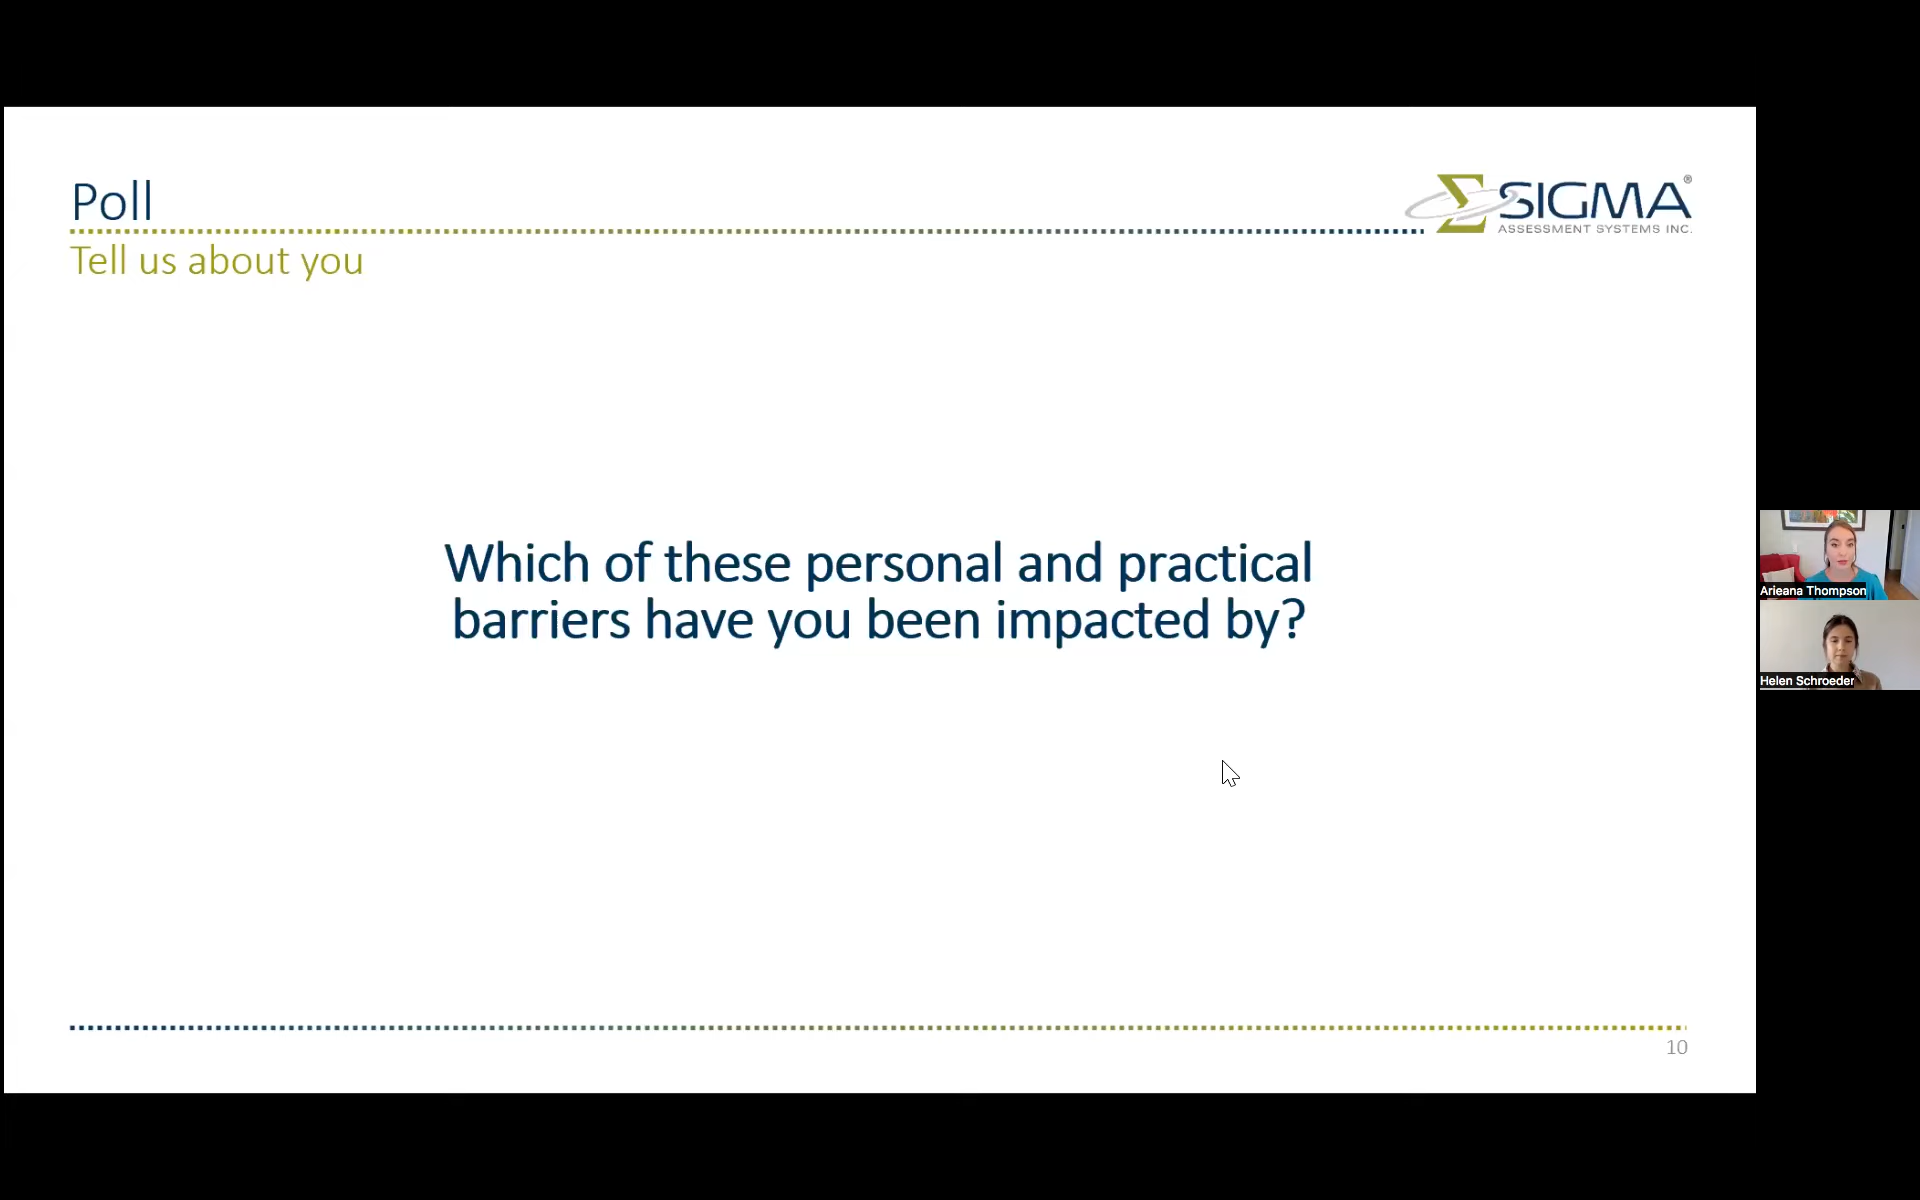 Poll
SIGMA®
ASSESSMENT SYSTEMS INC.
Tell us about you
Which of these personal and practical
barriers have you been impacted by?
Arieana Thompson
Helen Schroeder
10